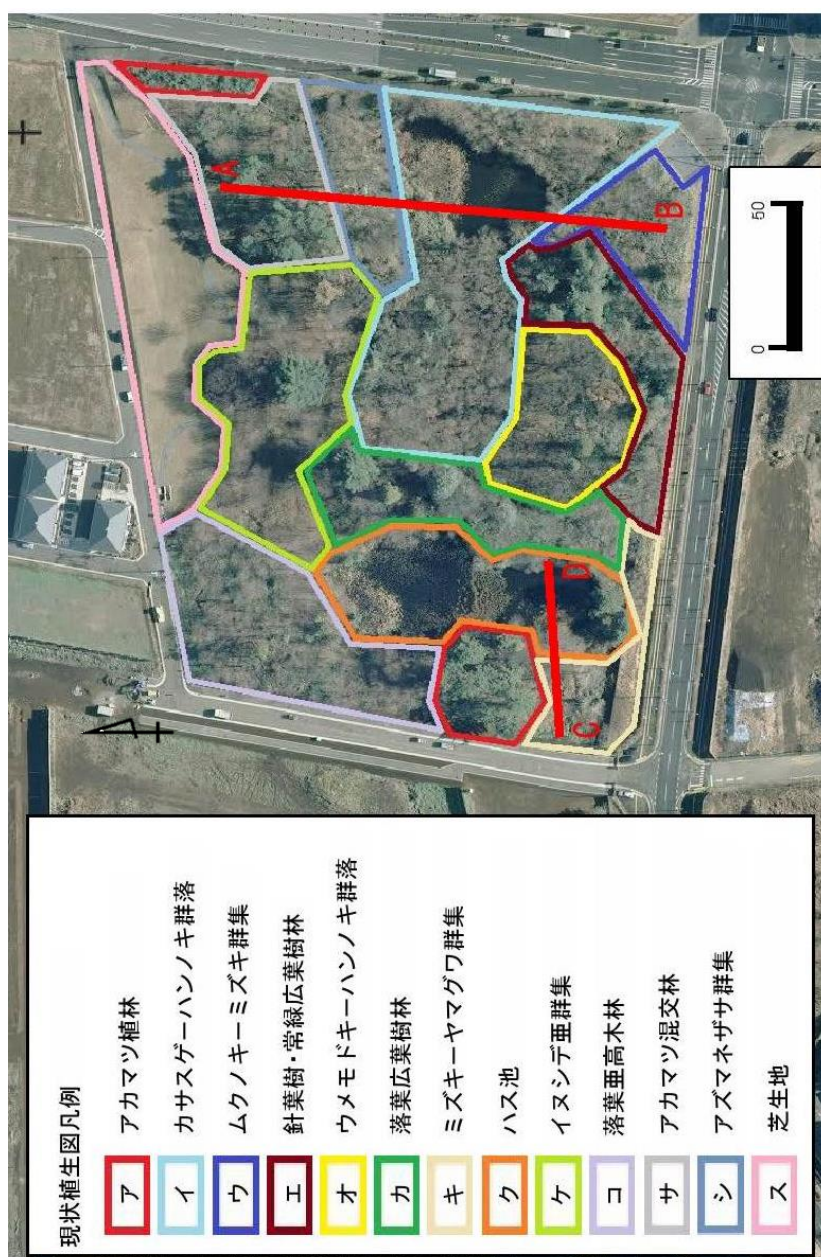 現状植生図凡例
ア アカマツ植林
イ カサスゲーハンノキ群落
ウ ムクノキーミズキ群集
エ 針葉樹・常緑広葉樹林
オ ウメモドキーハンノキ群落
カ 落葉広葉樹林
キ ミズキーヤマグワ群集
ク ハス池
ケ イヌシデ亜群集
コ 落葉亜高木林
サ アカマツ混交林
シ アズマネザサ群集
ス 芝生地
A
B
C
D
0 50